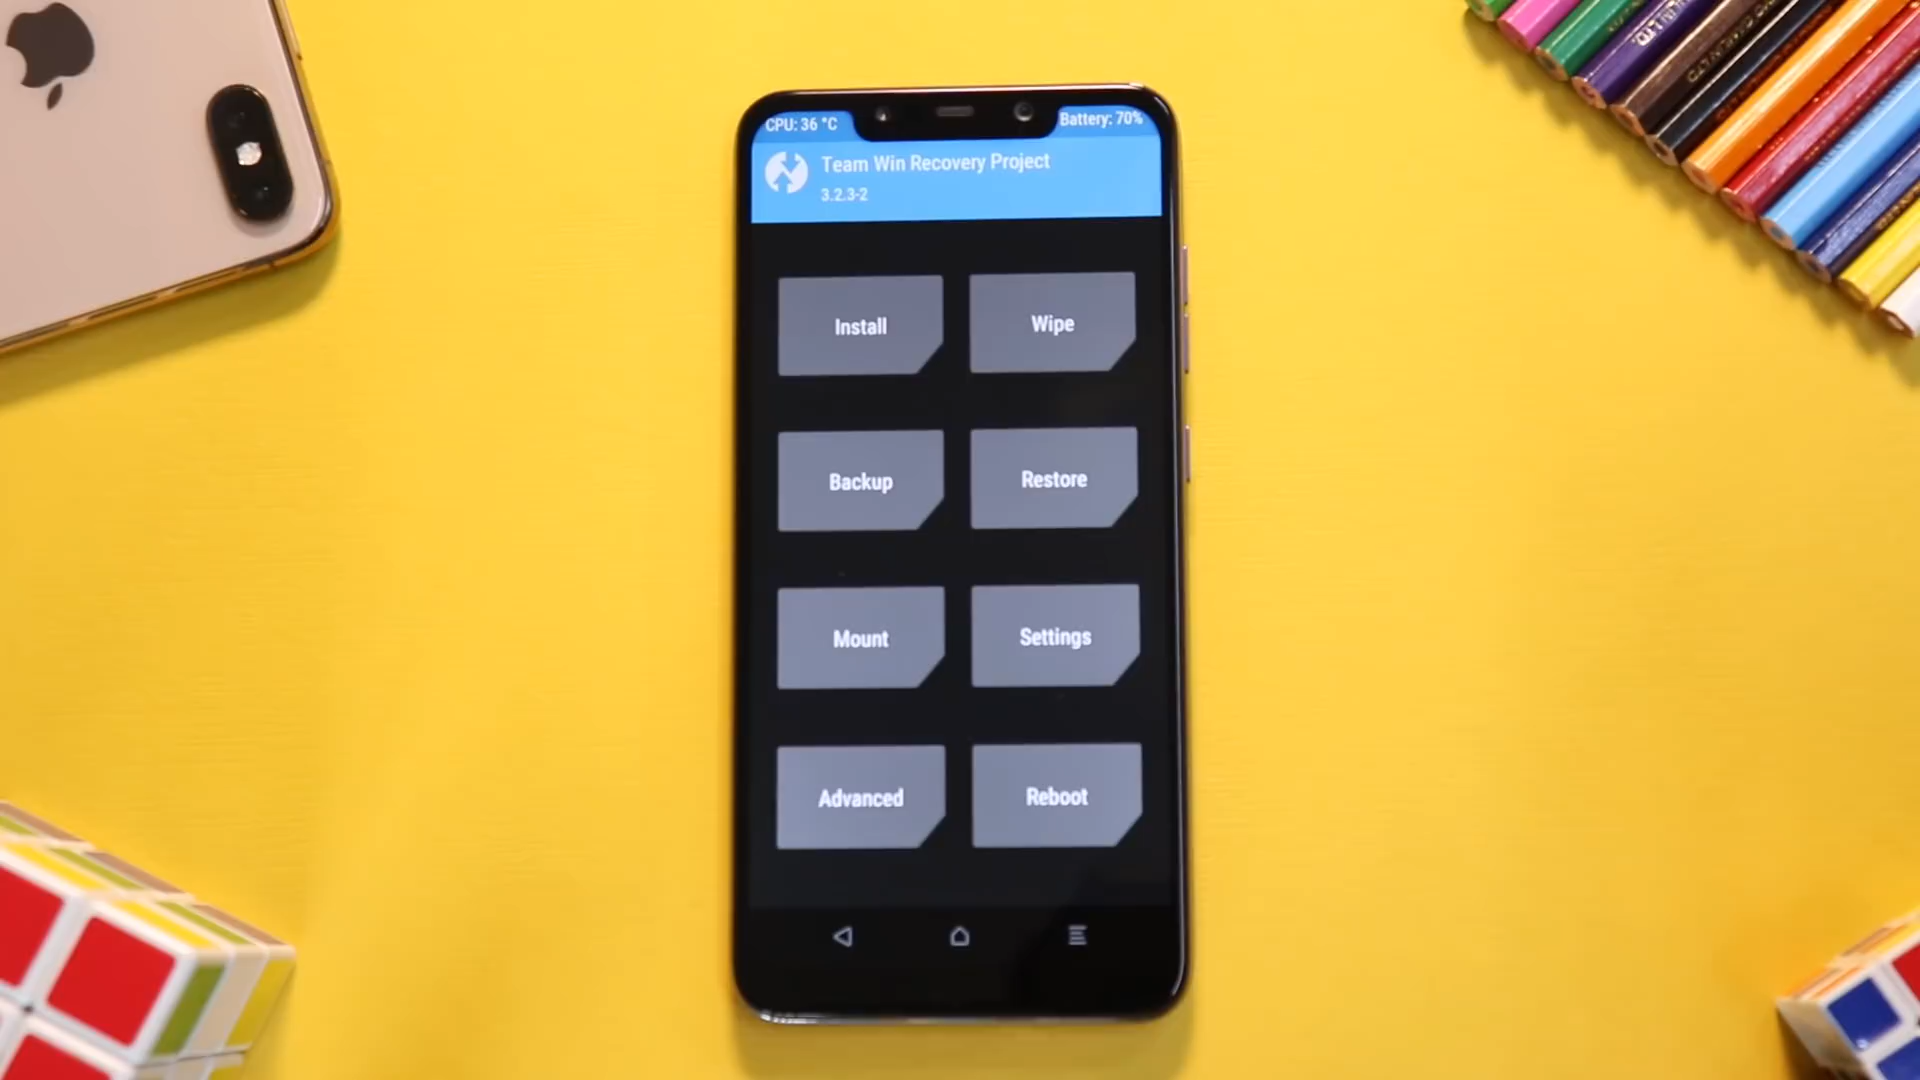 CPU: 36 °C
Battery: 70%
Team Win Recovery Project
3.2.3-2
Install
Wipe
Backup
Restore
Mount
Settings
Advanced
Reboot